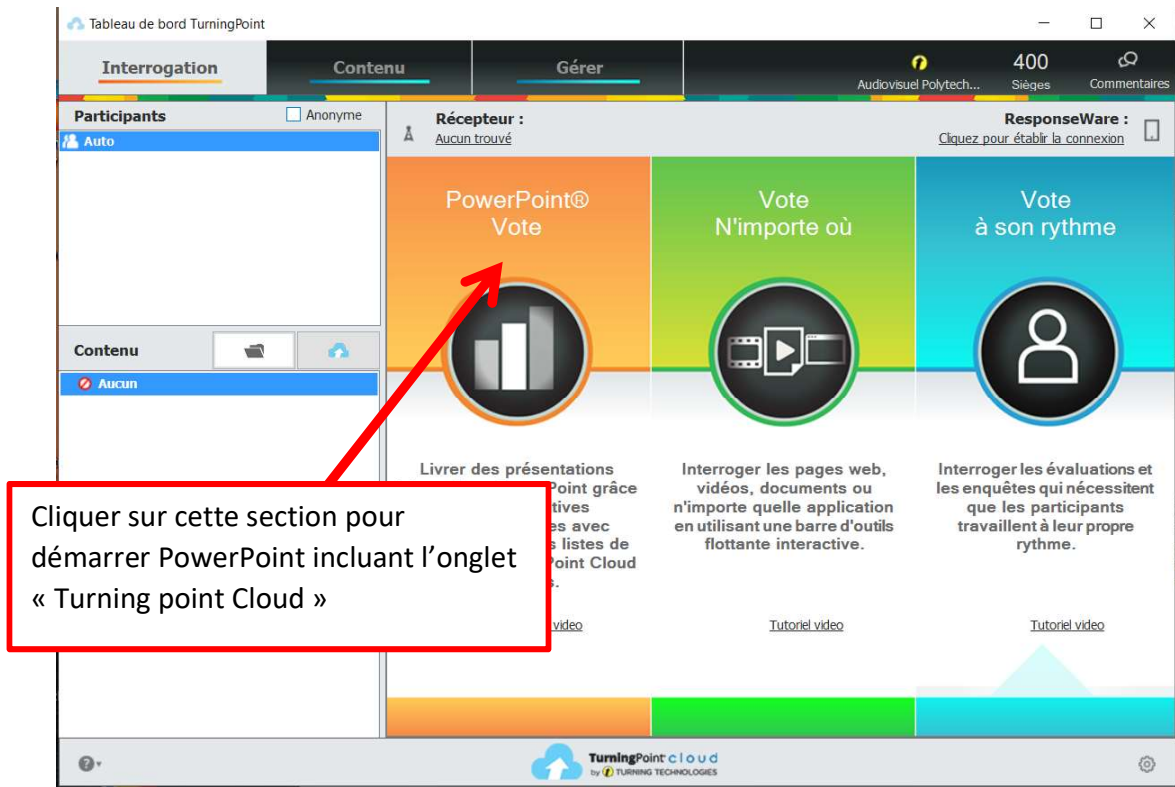 Tableau de bord TurningPoint
Interrogation
Contenu
Gérer
Audiovisuel Polytech...
400
Sièges
Commentaires
Participants
Anonyme
Auto
Récepteur :
Aucun trouvé
ResponseWare :
Cliquez pour établir la connexion
PowerPoint®
Vote
Vote
N'importe où
Vote
à son rythme
Contenu
Aucun
Livrer des présentations
Point grâce
tives
es avec
s listes de
Point Cloud
s.
video
Interroger les pages web,
vidéos, documents ou
n'importe quelle application
en utilisant une barre d'outils
flottante interactive.
Tutoriel video
Interroger les évaluations et
les enquêtes qui nécessitent
que les participants
travaillent à leur propre
rythme.
Tutoriel video
Cliquer sur cette section pour
démarrer PowerPoint incluant l’onglet
« Turning point Cloud »
TurningPoint cloud
by TURNING TECHNOLOGIES